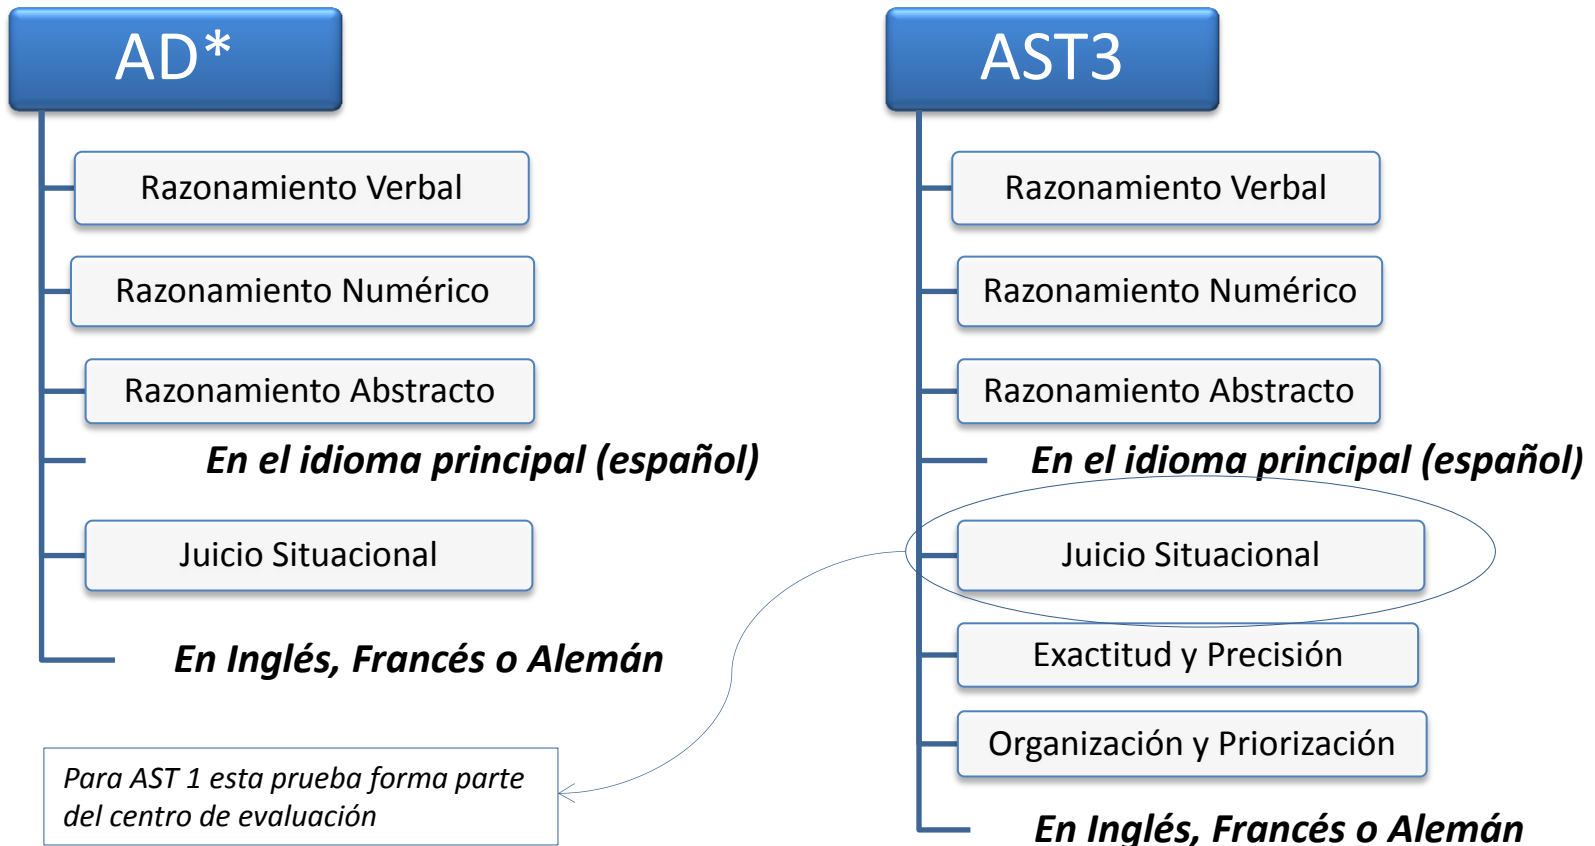 AD*
Razonamiento Verbal
Razonamiento Numérico
Razonamiento Abstracto
En el idioma principal (español)
Juicio Situacional
En Inglés, Francés o Alemán
Para AST 1 esta prueba forma parte
del centro de evaluación
AST3
Razonamiento Verbal
Razonamiento Numérico
Razonamiento Abstracto
En el idioma principal (español)
Juicio Situacional
Exactitud y Precisión
Organización y Priorización
En Inglés, Francés o Alemán